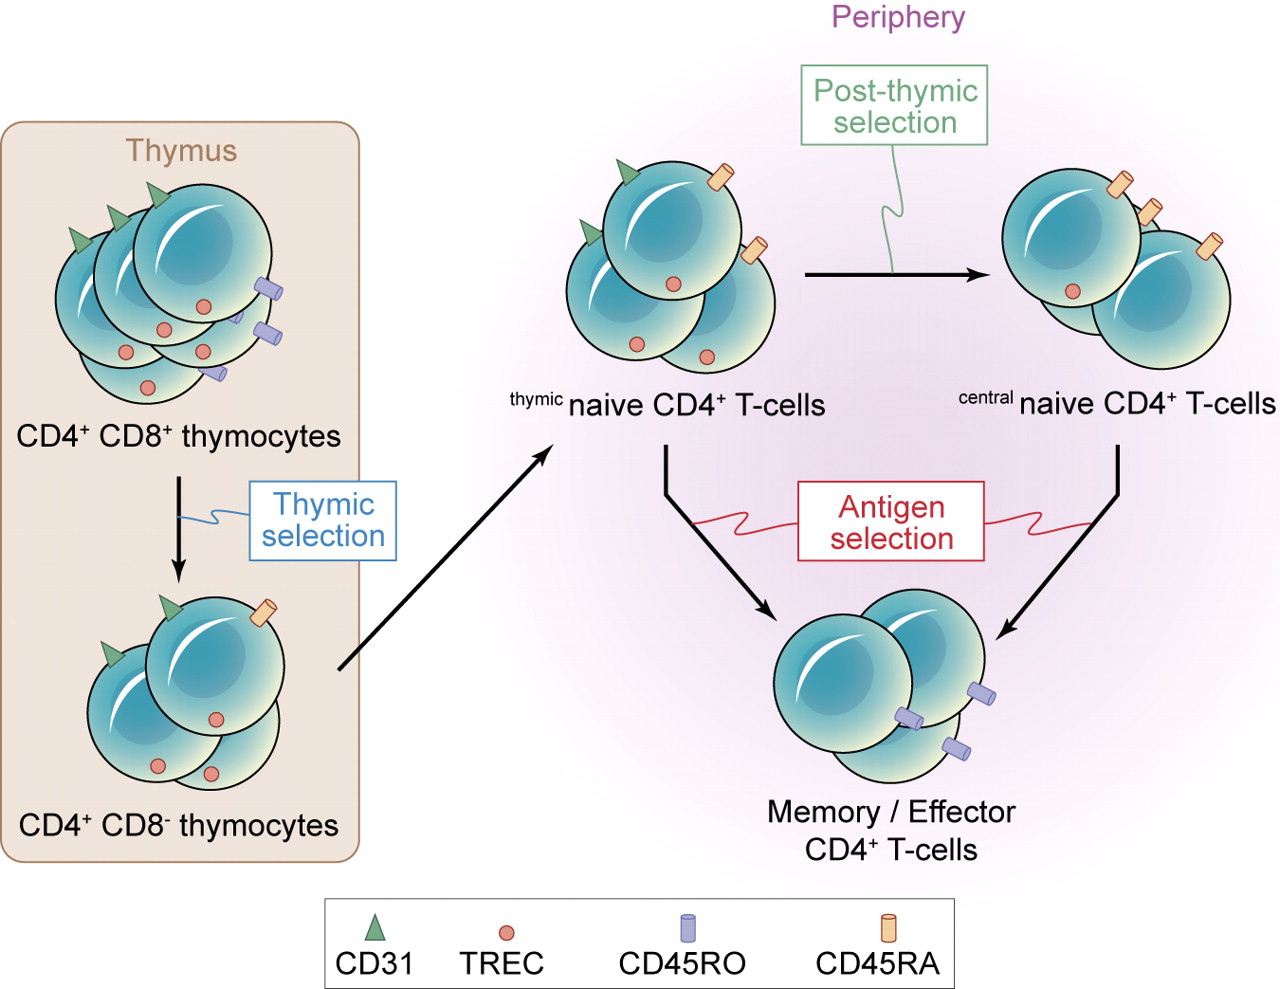 Periphery
Post-thymic
selection
Thymus
CD4⁺ CD8⁺ thymocytes
thymic naive CD4⁺ T-cells
central naive CD4⁺ T-cells
Thymic
selection
Antigen
selection
CD4⁺ CD8⁻ thymocytes
Memory / Effector
CD4⁺ T-cells
CD31 TREC CD45RO CD45RA